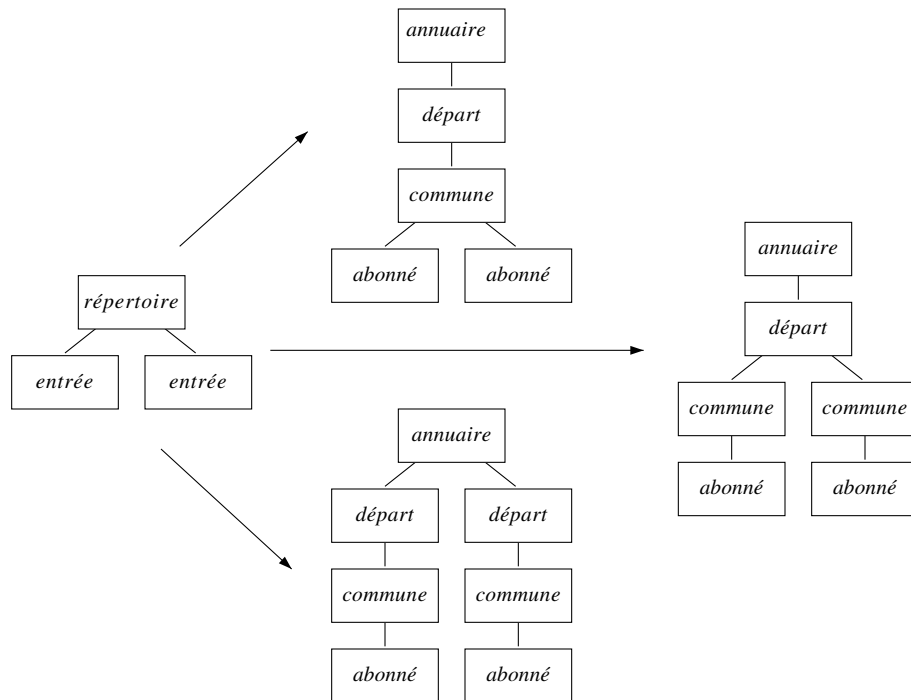 annuaire
départ
commune
abonné abonné
répertoire
entrée entrée
annuaire
départ
commune commune
abonné abonné
annuaire
départ départ
commune commune
abonné abonné